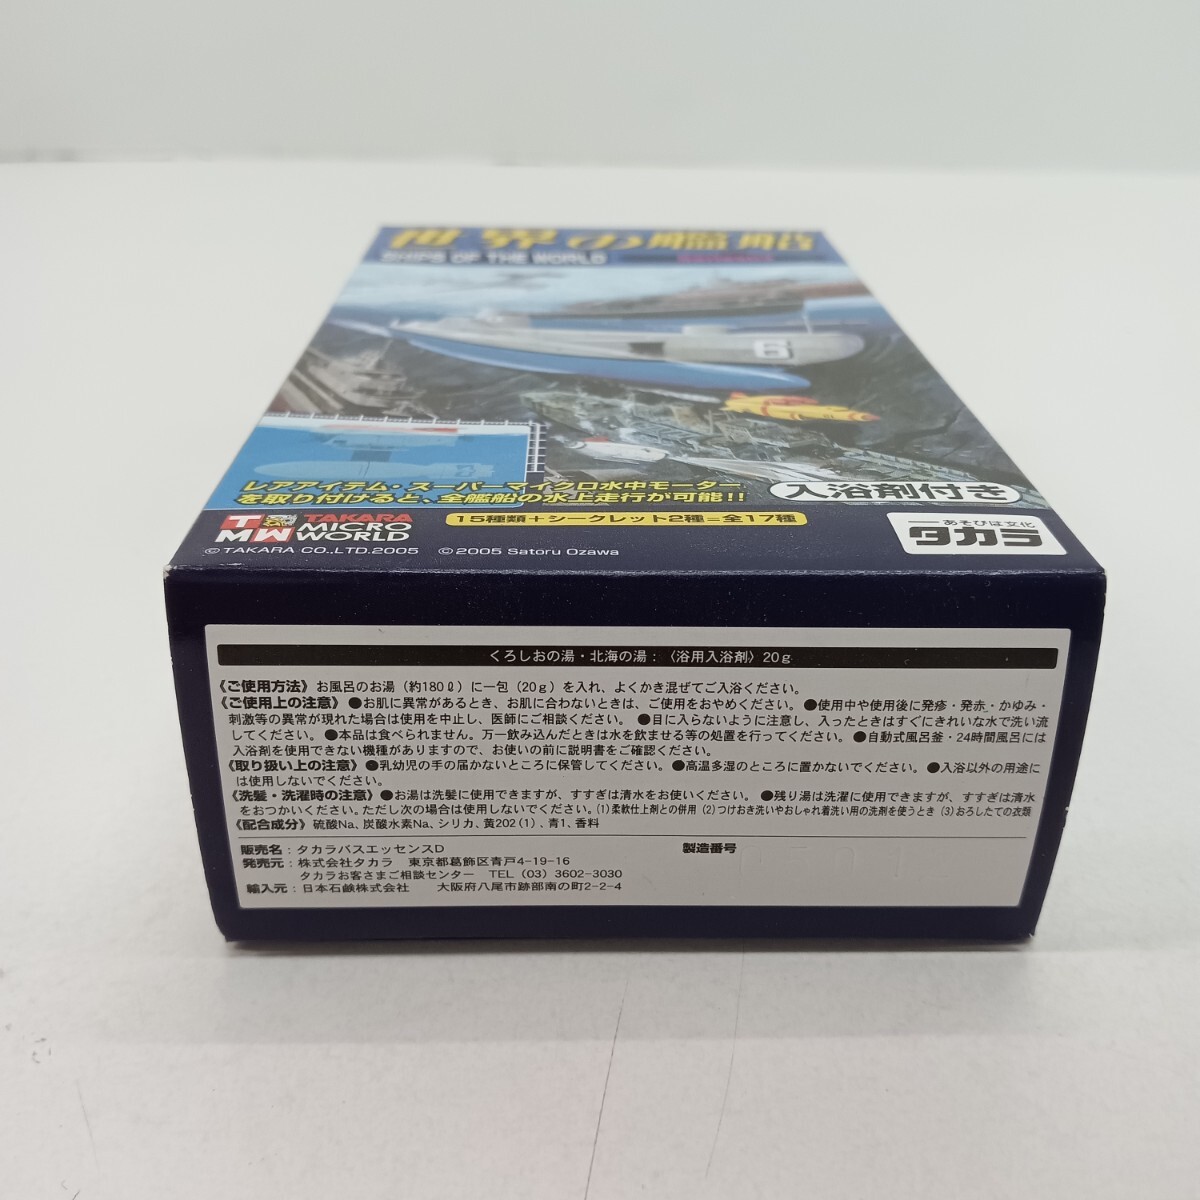 世界の艦船
SHIPS OF THE WORLD
レアアイテム・スーパーマイクロ水中モーター
を取り付けると、全艦船の水上走行が可能!!
入浴剤付き
TMW TAKARA MICRO WORLD
15種類+シークレット2種=全17種
―あそびは文化
タカラ
©TAKARA CO.,LTD.2005 ©2005 Satoru Ozawa
くろしおの湯・北海の湯:〈浴用入浴剤〉20g
《ご使用方法》お風呂のお湯(約180ℓ)に一包(20g)を入れ、よくかき混ぜてご入浴ください。
《ご使用上の注意》●お肌に異常があるとき、お肌に合わないときは、ご使用をおやめください。 ●使用中や使用後に発疹・発赤・かゆみ・
刺激等の異常が現れた場合は使用を中止し、医師にご相談ください。 ●目に入らないように注意し、入ったときはすぐにきれいな水で洗い流
してください。●本品は食べられません。万一飲み込んだときは水を飲ませる等の処置を行ってください。 ●自動式風呂釜・24時間風呂には
入浴剤を使用できない機種がありますので、お使いの前に説明書をご確認ください。
《取り扱い上の注意》●乳幼児の手の届かないところに保管してください。●高温多湿のところに置かないでください。●入浴以外の用途に
は使用しないでください。
《洗髪・洗濯時の注意》●お湯は洗髪に使用できますが、すすぎは清水をお使いください。 ●残り湯は洗濯に使用できますが、すすぎは清水
をおつかいください。ただし次の場合は使用しないでください。(1)柔軟仕上剤との併用 (2)つけおき洗いやおしゃれ着洗い用の洗剤を使うとき (3)おろしたての衣類
《配合成分》硫酸Na、炭酸水素Na、シリカ、黄202(1)、青1、香料
販売名:タカラバスエッセンスD 製造番号
発売元:株式会社タカラ 東京都葛飾区青戸4-19-16
タカラお客さまご相談センター TEL(03)3602-3030
輸入元:日本石鹸株式会社 大阪府八尾市跡部南の町2-2-4